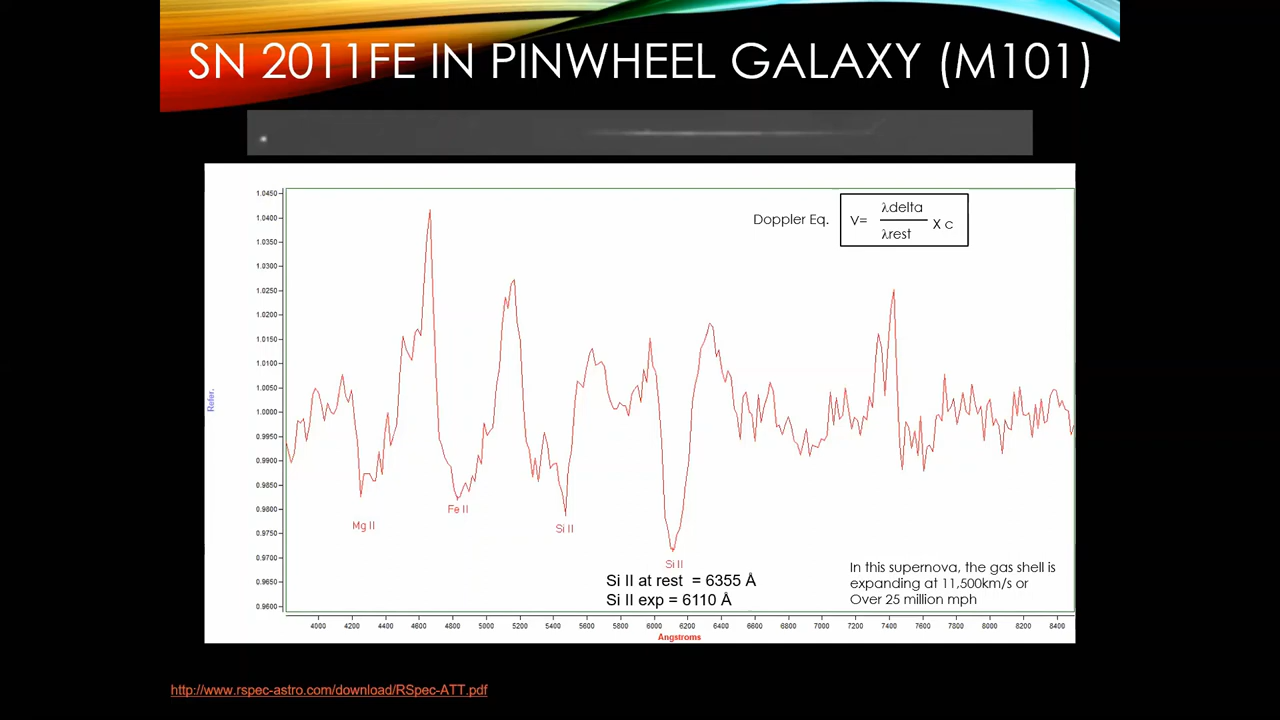 SN 2011FE IN PINWHEEL GALAXY (M101)
1.0450
1.0400
1.0350
1.0300
1.0250
1.0200
1.0150
1.0100
1.0050
1.0000
0.9950
0.9900
0.9850
0.9800
0.9750
0.9700
0.9650
0.9600
Refer.
Doppler Eq.
V= λdelta
λrest
X c
Mg II
Fe II
Si II
Si II
Si II at rest = 6355 Å
Si II exp = 6110 Å
In this supernova, the gas shell is
expanding at 11,500km/s or
Over 25 million mph
4000 4200 4400 4600 4800 5000 5200 5400 5600 5800 6000 6200 6400 6600 6800 7000 7200 7400 7600 7800 8000 8200 8400
Angstroms
http://www.rspec-astro.com/download/RSpec-ATT.pdf